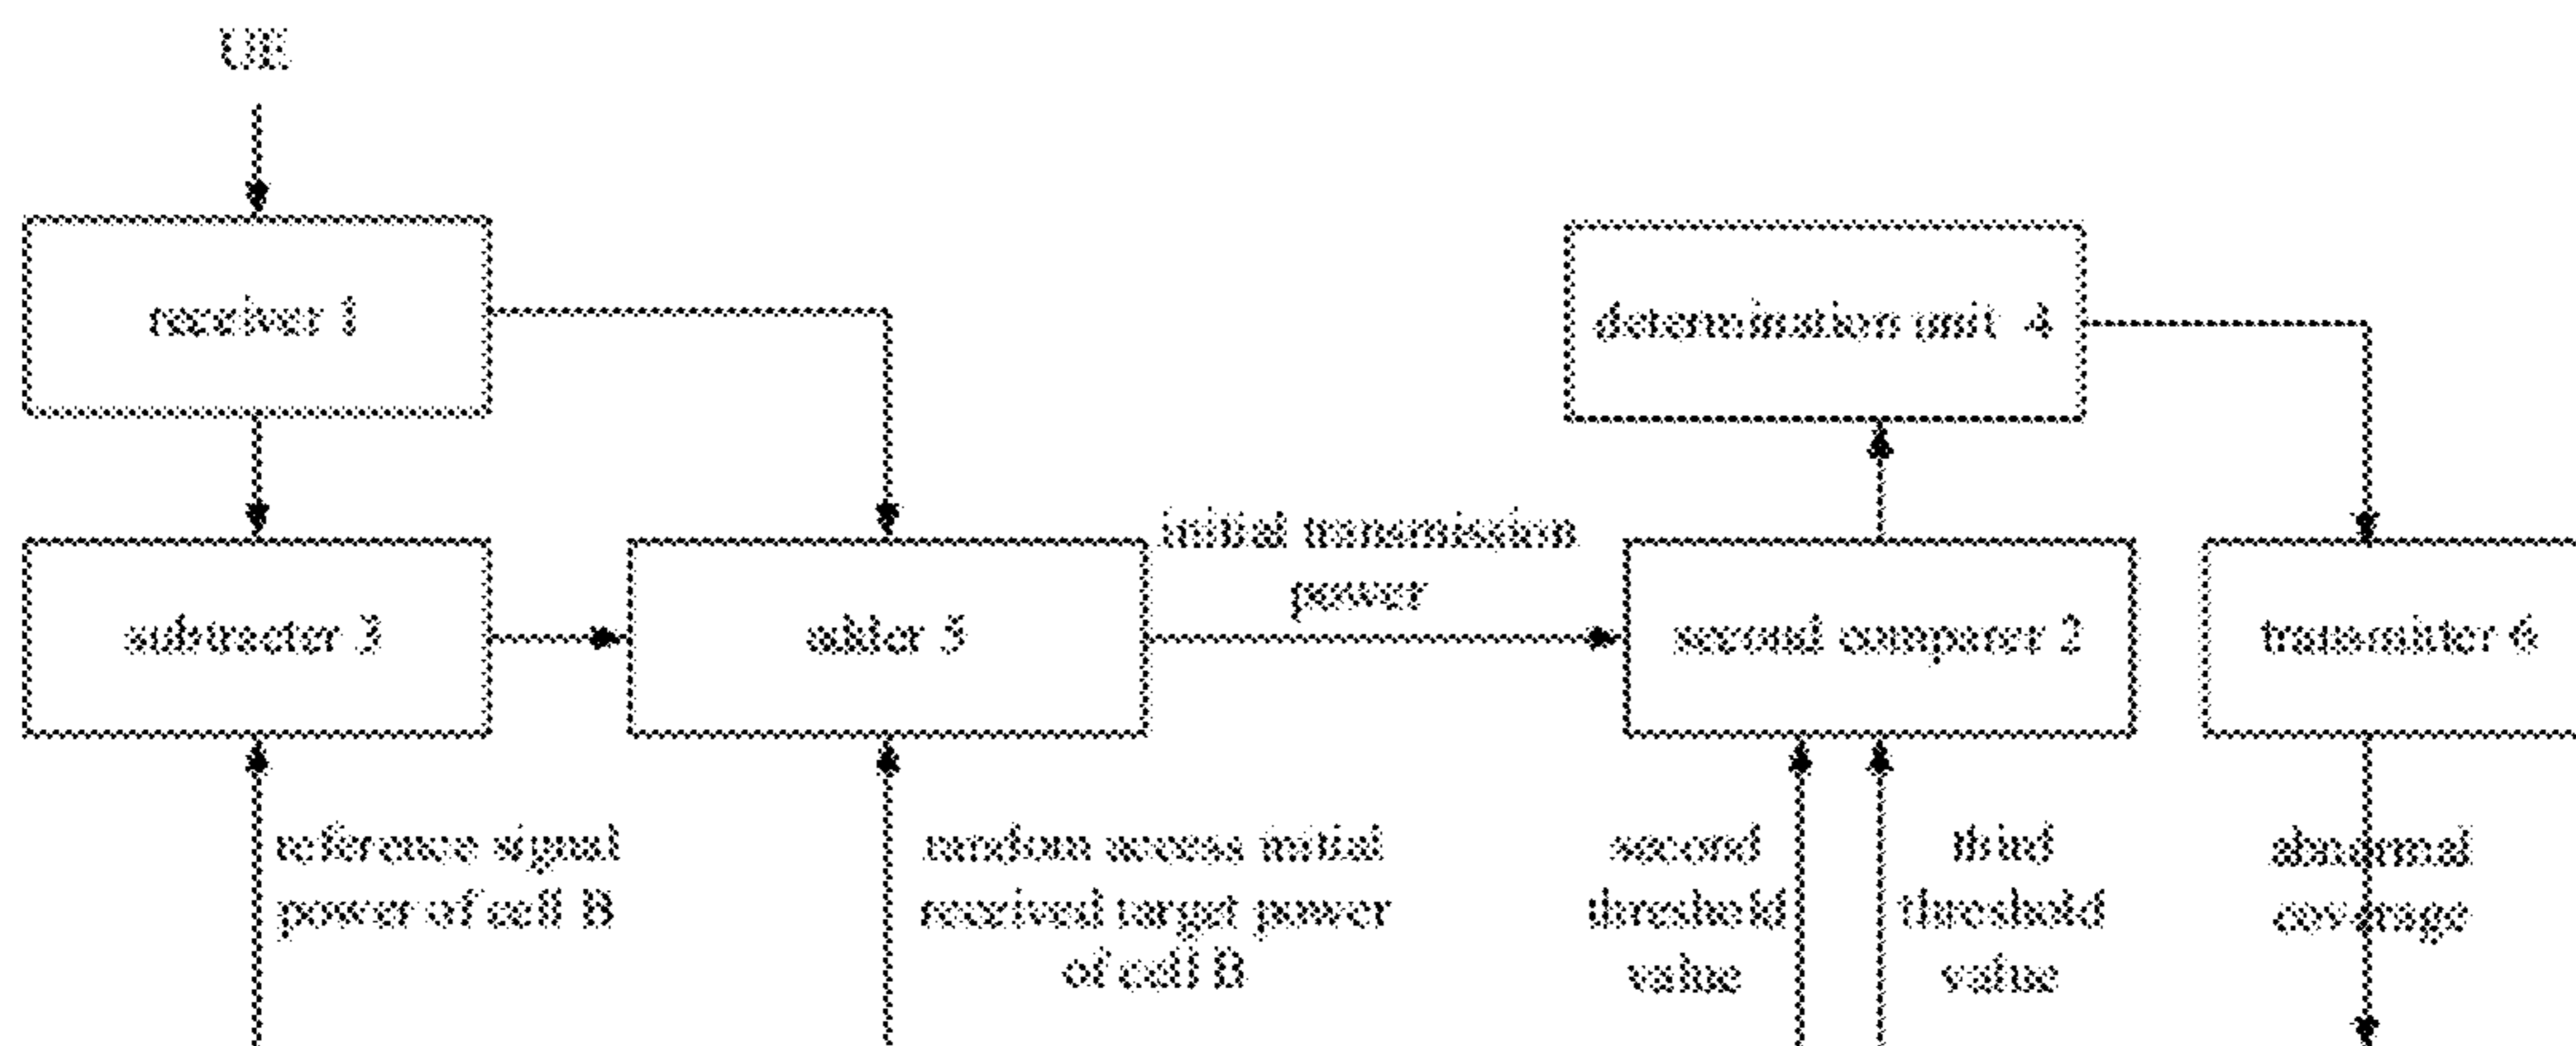 UE
receiver 1
determination unit 4
initial transmission
power
subtracter 3
adder 5
second comparer 2
transmitter 6
reference signal
power of cell B
random access initial
received target power
of cell B
second
threshold
value
third
threshold
value
abnormal
coverage